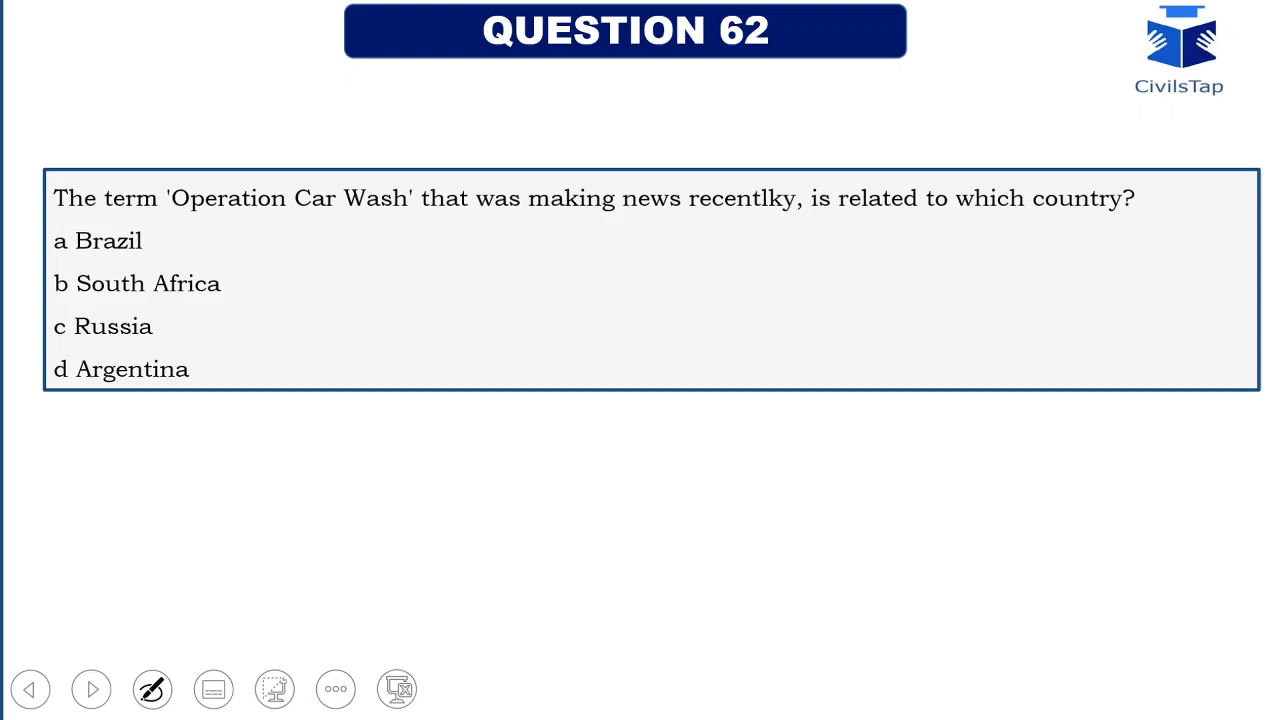 QUESTION 62
CivilsTap
The term 'Operation Car Wash' that was making news recentlky, is related to which country?
a Brazil
b South Africa
c Russia
d Argentina